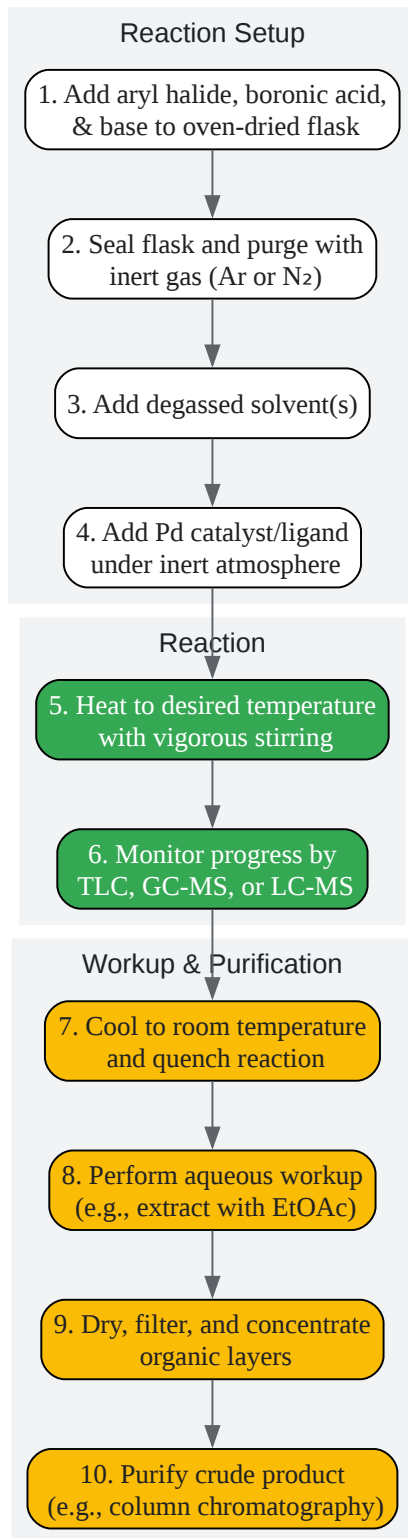 Reaction Setup
1. Add aryl halide, boronic acid,
& base to oven-dried flask
2. Seal flask and purge with
inert gas (Ar or N₂)
3. Add degassed solvent(s)
4. Add Pd catalyst/ligand
under inert atmosphere
Reaction
5. Heat to desired temperature
with vigorous stirring
6. Monitor progress by
TLC, GC-MS, or LC-MS
Workup & Purification
7. Cool to room temperature
and quench reaction
8. Perform aqueous workup
(e.g., extract with EtOAc)
9. Dry, filter, and concentrate
organic layers
10. Purify crude product
(e.g., column chromatography)